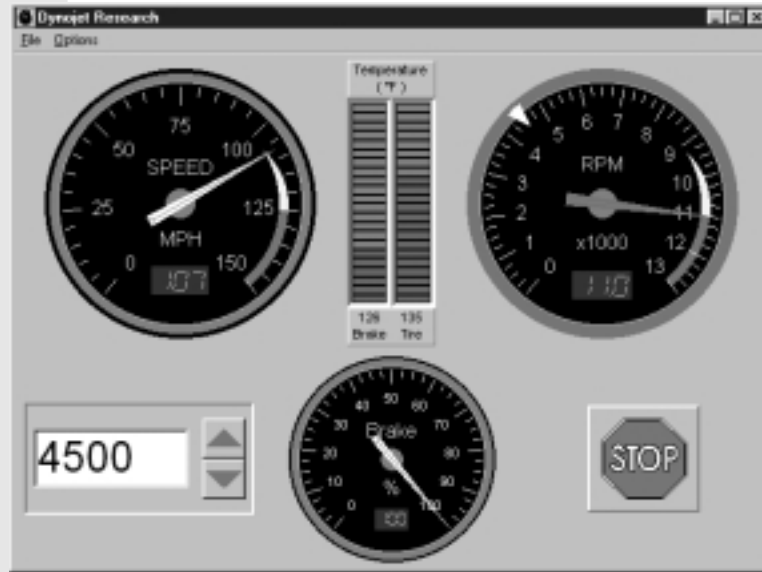 Dynojet Research
File Options
0 25 50 75 100 125 150
SPEED
MPH
107
Temperature
(°F)
126 135
Brake Tire
0 1 2 3 4 5 6 7 8 9 10 11 12 13
RPM
x1000
11.0
4500
0 10 20 30 40 50 60 70 80 90 100
Brake
%
100
STOP